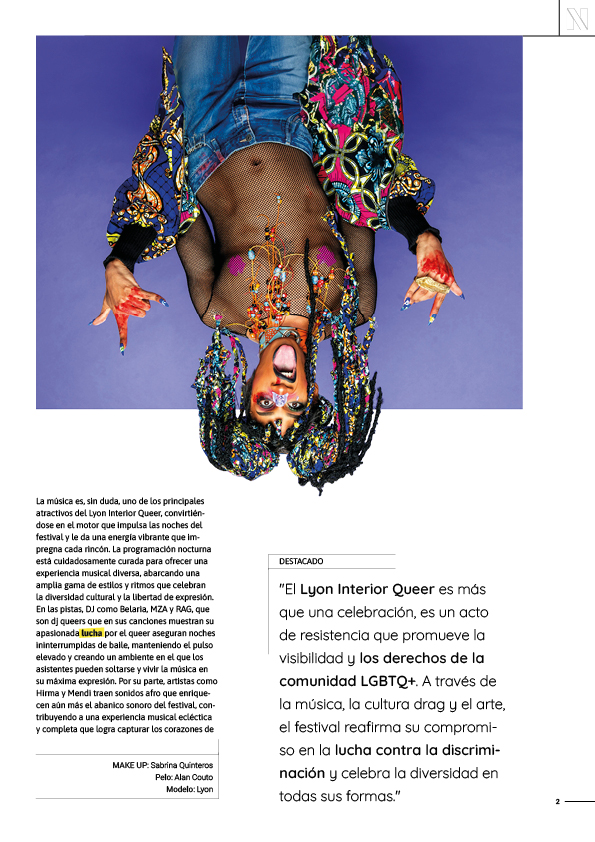 N
La música es, sin duda, uno de los principales
atractivos del Lyon Interior Queer, convirtién-
dose en el motor que impulsa las noches del
festival y le da una energía vibrante que im-
pregna cada rincón. La programación nocturna
está cuidadosamente curada para ofrecer una
experiencia musical diversa, abarcando una
amplia gama de estilos y ritmos que celebran
la diversidad cultural y la libertad de expresión.
En las pistas, DJ como Belaria, MZA y RAG, que
son dj queers que en sus canciones muestran su
apasionada lucha por el queer aseguran noches
ininterrumpidas de baile, manteniendo el pulso
elevado y creando un ambiente en el que los
asistentes pueden soltarse y vivir la música en
su máxima expresión. Por su parte, artistas como
Hirma y Mendi traen sonidos afro que enrique-
cen aún más el abanico sonoro del festival, con-
tribuyendo a una experiencia musical ecléctica
y completa que logra capturar los corazones de
MAKE UP: Sabrina Quinteros
Pelo: Alan Couto
Modelo: Lyon
DESTACADO
"El Lyon Interior Queer es más
que una celebración, es un acto
de resistencia que promueve la
visibilidad y los derechos de la
comunidad LGBTQ+. A través de
la música, la cultura drag y el arte,
el festival reafirma su compromi-
so en la lucha contra la discrimi-
nación y celebra la diversidad en
todas sus formas."
2